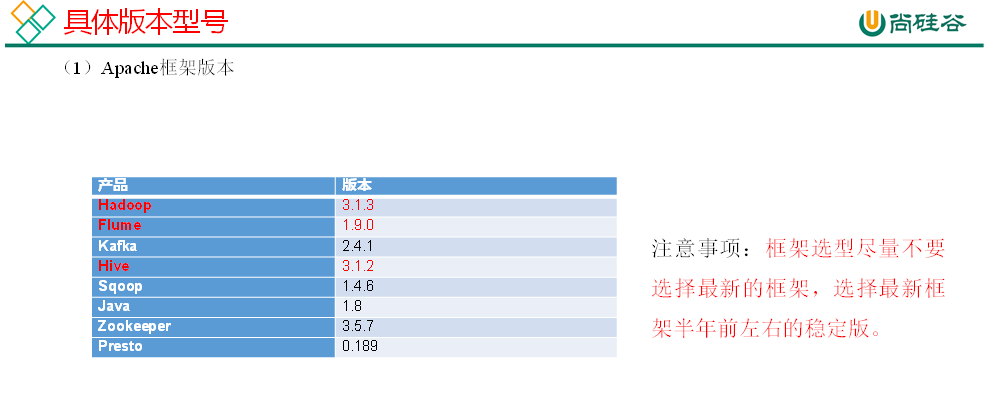 具体版本型号
尚硅谷
（1）Apache框架版本
产品 版本
Hadoop 3.1.3
Flume 1.9.0
Kafka 2.4.1
Hive 3.1.2
Sqoop 1.4.6
Java 1.8
Zookeeper 3.5.7
Presto 0.189
注意事项：框架选型尽量不要
选择最新的框架，选择最新框
架半年前左右的稳定版。